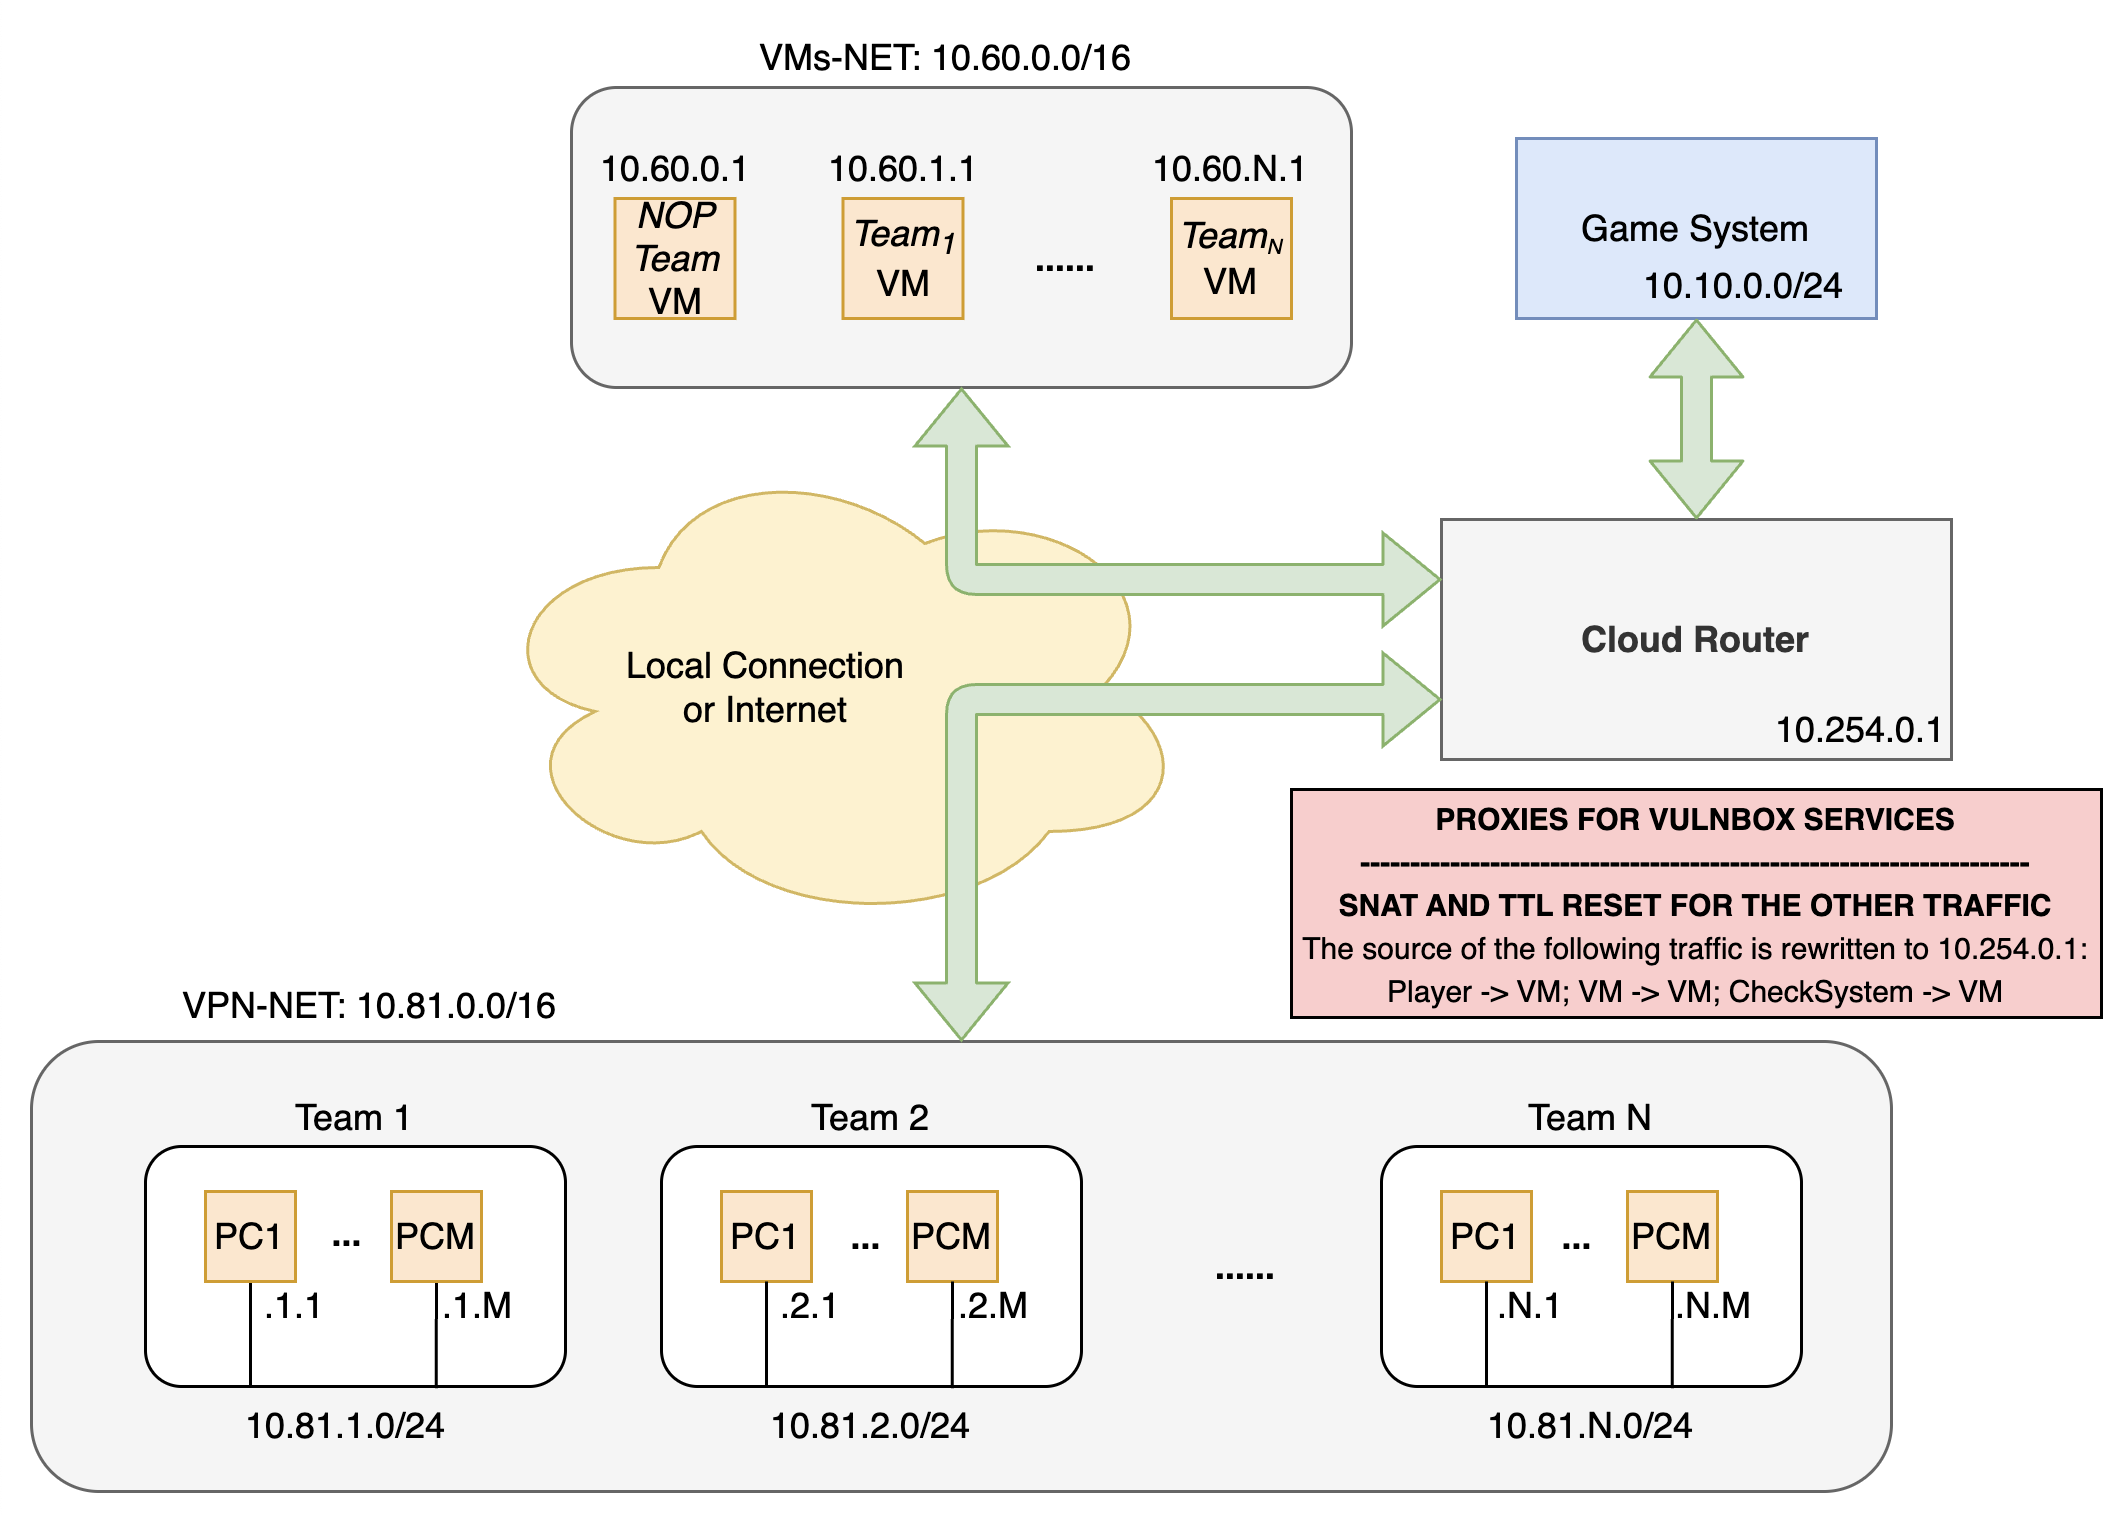 VMs-NET: 10.60.0.0/16
10.60.0.1
NOP
Team
VM
10.60.1.1
Team1
VM
......
10.60.N.1
TeamN
VM
Game System
10.10.0.0/24
Local Connection
or Internet
Cloud Router
10.254.0.1
PROXIES FOR VULNBOX SERVICES
-------------------------------------------------------------------
SNAT AND TTL RESET FOR THE OTHER TRAFFIC
The source of the following traffic is rewritten to 10.254.0.1:
Player -> VM; VM -> VM; CheckSystem -> VM
VPN-NET: 10.81.0.0/16
Team 1
PC1
...
PCM
.1.1
.1.M
10.81.1.0/24
Team 2
PC1
...
PCM
.2.1
.2.M
10.81.2.0/24
......
Team N
PC1
...
PCM
.N.1
.N.M
10.81.N.0/24